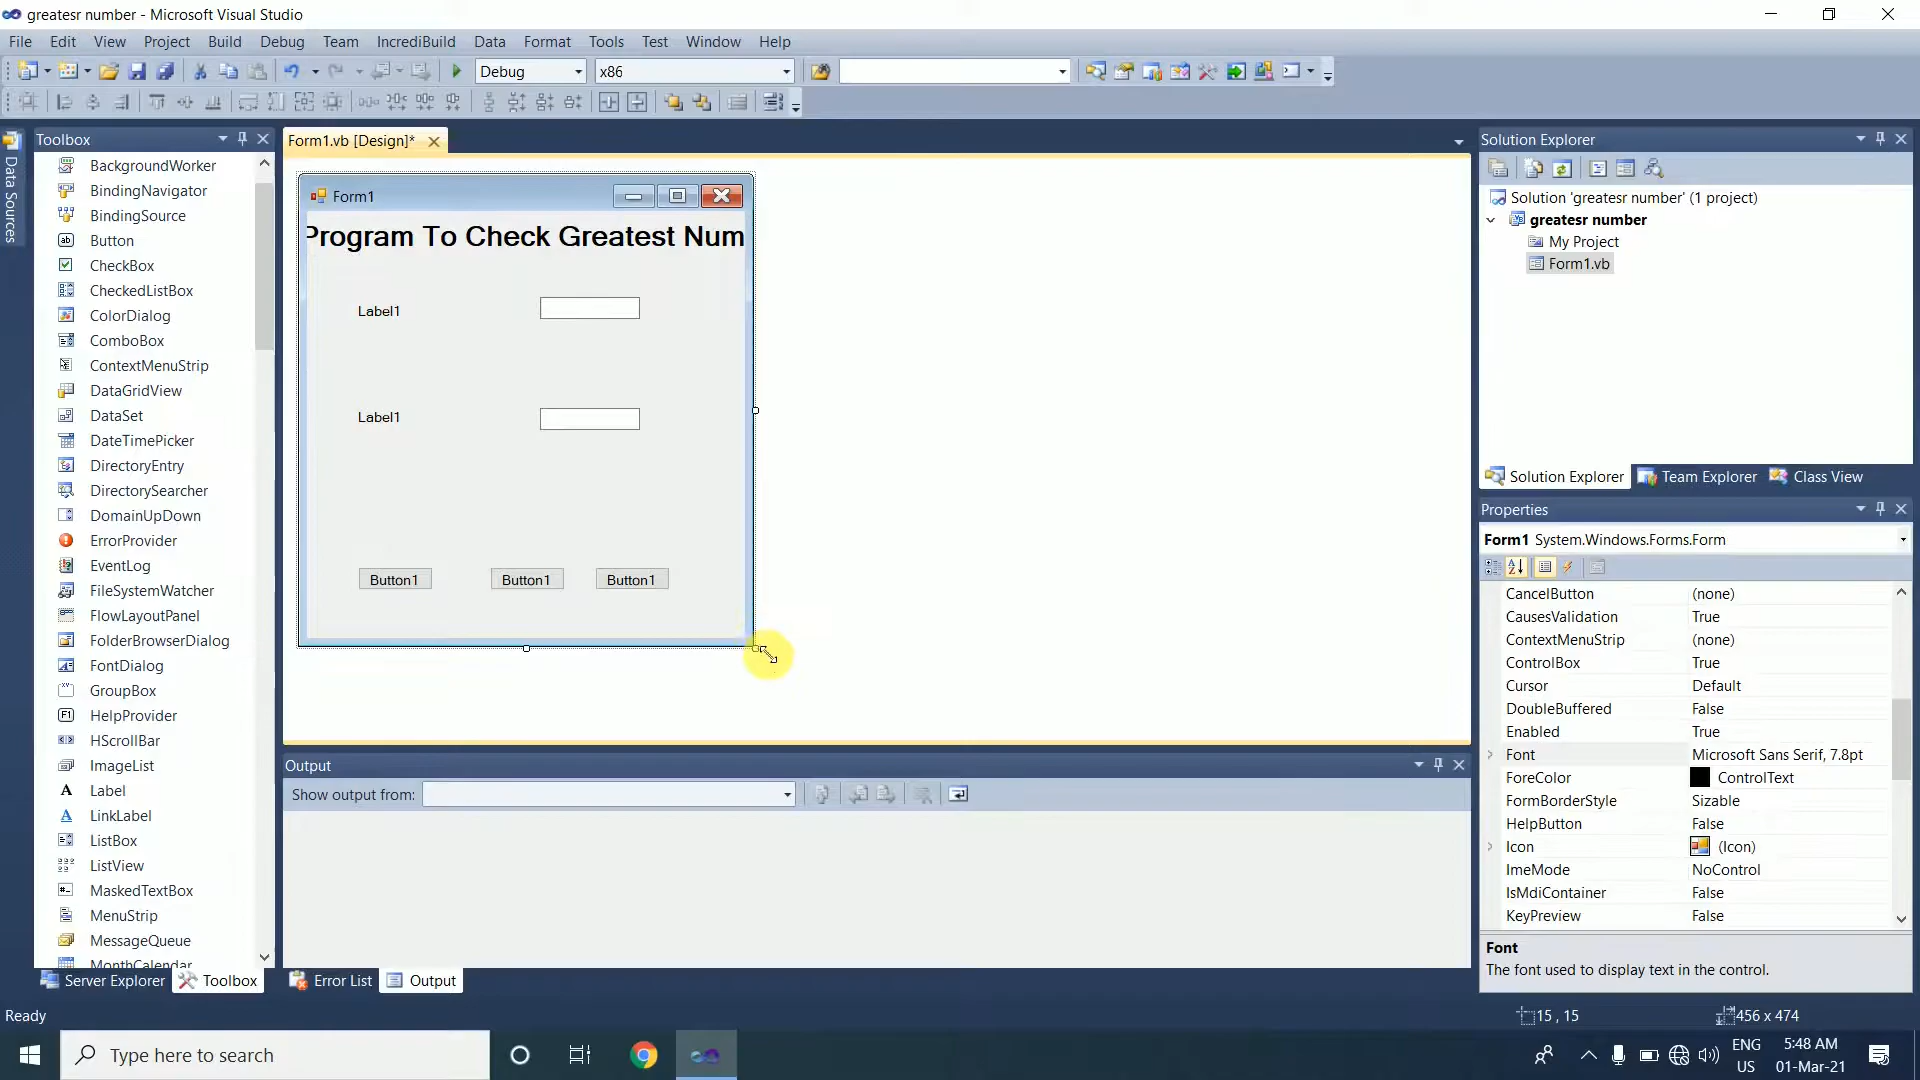 greatesr number - Microsoft Visual Studio
File Edit View Project Build Debug Team IncrediBuild Data Format Tools Test Window Help
Debug x86
Data Sources
Toolbox
BackgroundWorker
BindingNavigator
BindingSource
Button
CheckBox
CheckedListBox
ColorDialog
ComboBox
ContextMenuStrip
DataGridView
DataSet
DateTimePicker
DirectoryEntry
DirectorySearcher
DomainUpDown
ErrorProvider
EventLog
FileSystemWatcher
FlowLayoutPanel
FolderBrowserDialog
FontDialog
GroupBox
HelpProvider
HScrollBar
ImageList
Label
LinkLabel
ListBox
ListView
MaskedTextBox
MenuStrip
MessageQueue
MonthCalendar
Server Explorer Toolbox
Form1.vb [Design]*
Form1
Program To Check Greatest Num
Label1
Label1
Button1 Button1 Button1
Output
Show output from:
Error List Output
Solution Explorer
Solution 'greatesr number' (1 project)
greatesr number
My Project
Form1.vb
Solution Explorer Team Explorer Class View
Properties
Form1 System.Windows.Forms.Form
CancelButton (none)
CausesValidation True
ContextMenuStrip (none)
ControlBox True
Cursor Default
DoubleBuffered False
Enabled True
Font Microsoft Sans Serif, 7.8pt
ForeColor ControlText
FormBorderStyle Sizable
HelpButton False
Icon (Icon)
ImeMode NoControl
IsMdiContainer False
KeyPreview False
Font
The font used to display text in the control.
Ready 15 , 15 456 x 474
Type here to search
ENG
US
5:48 AM
01-Mar-21